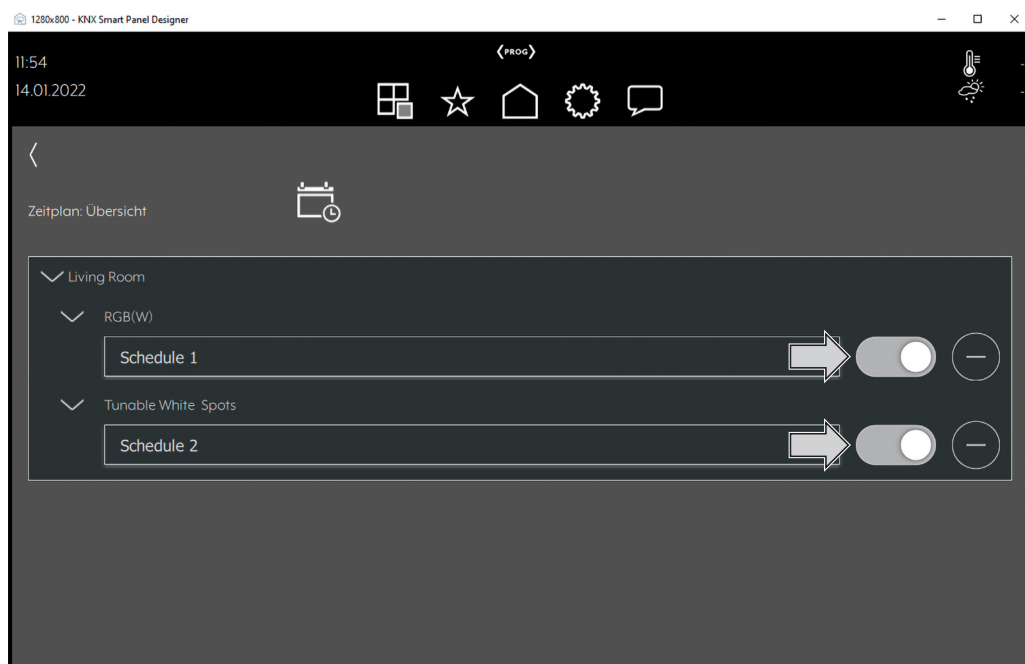 1280x800 - KNX Smart Panel Designer
11:54
14.01.2022
PROG
Zeitplan: Übersicht
Living Room
RGB(W)
Schedule 1
Tunable White Spots
Schedule 2